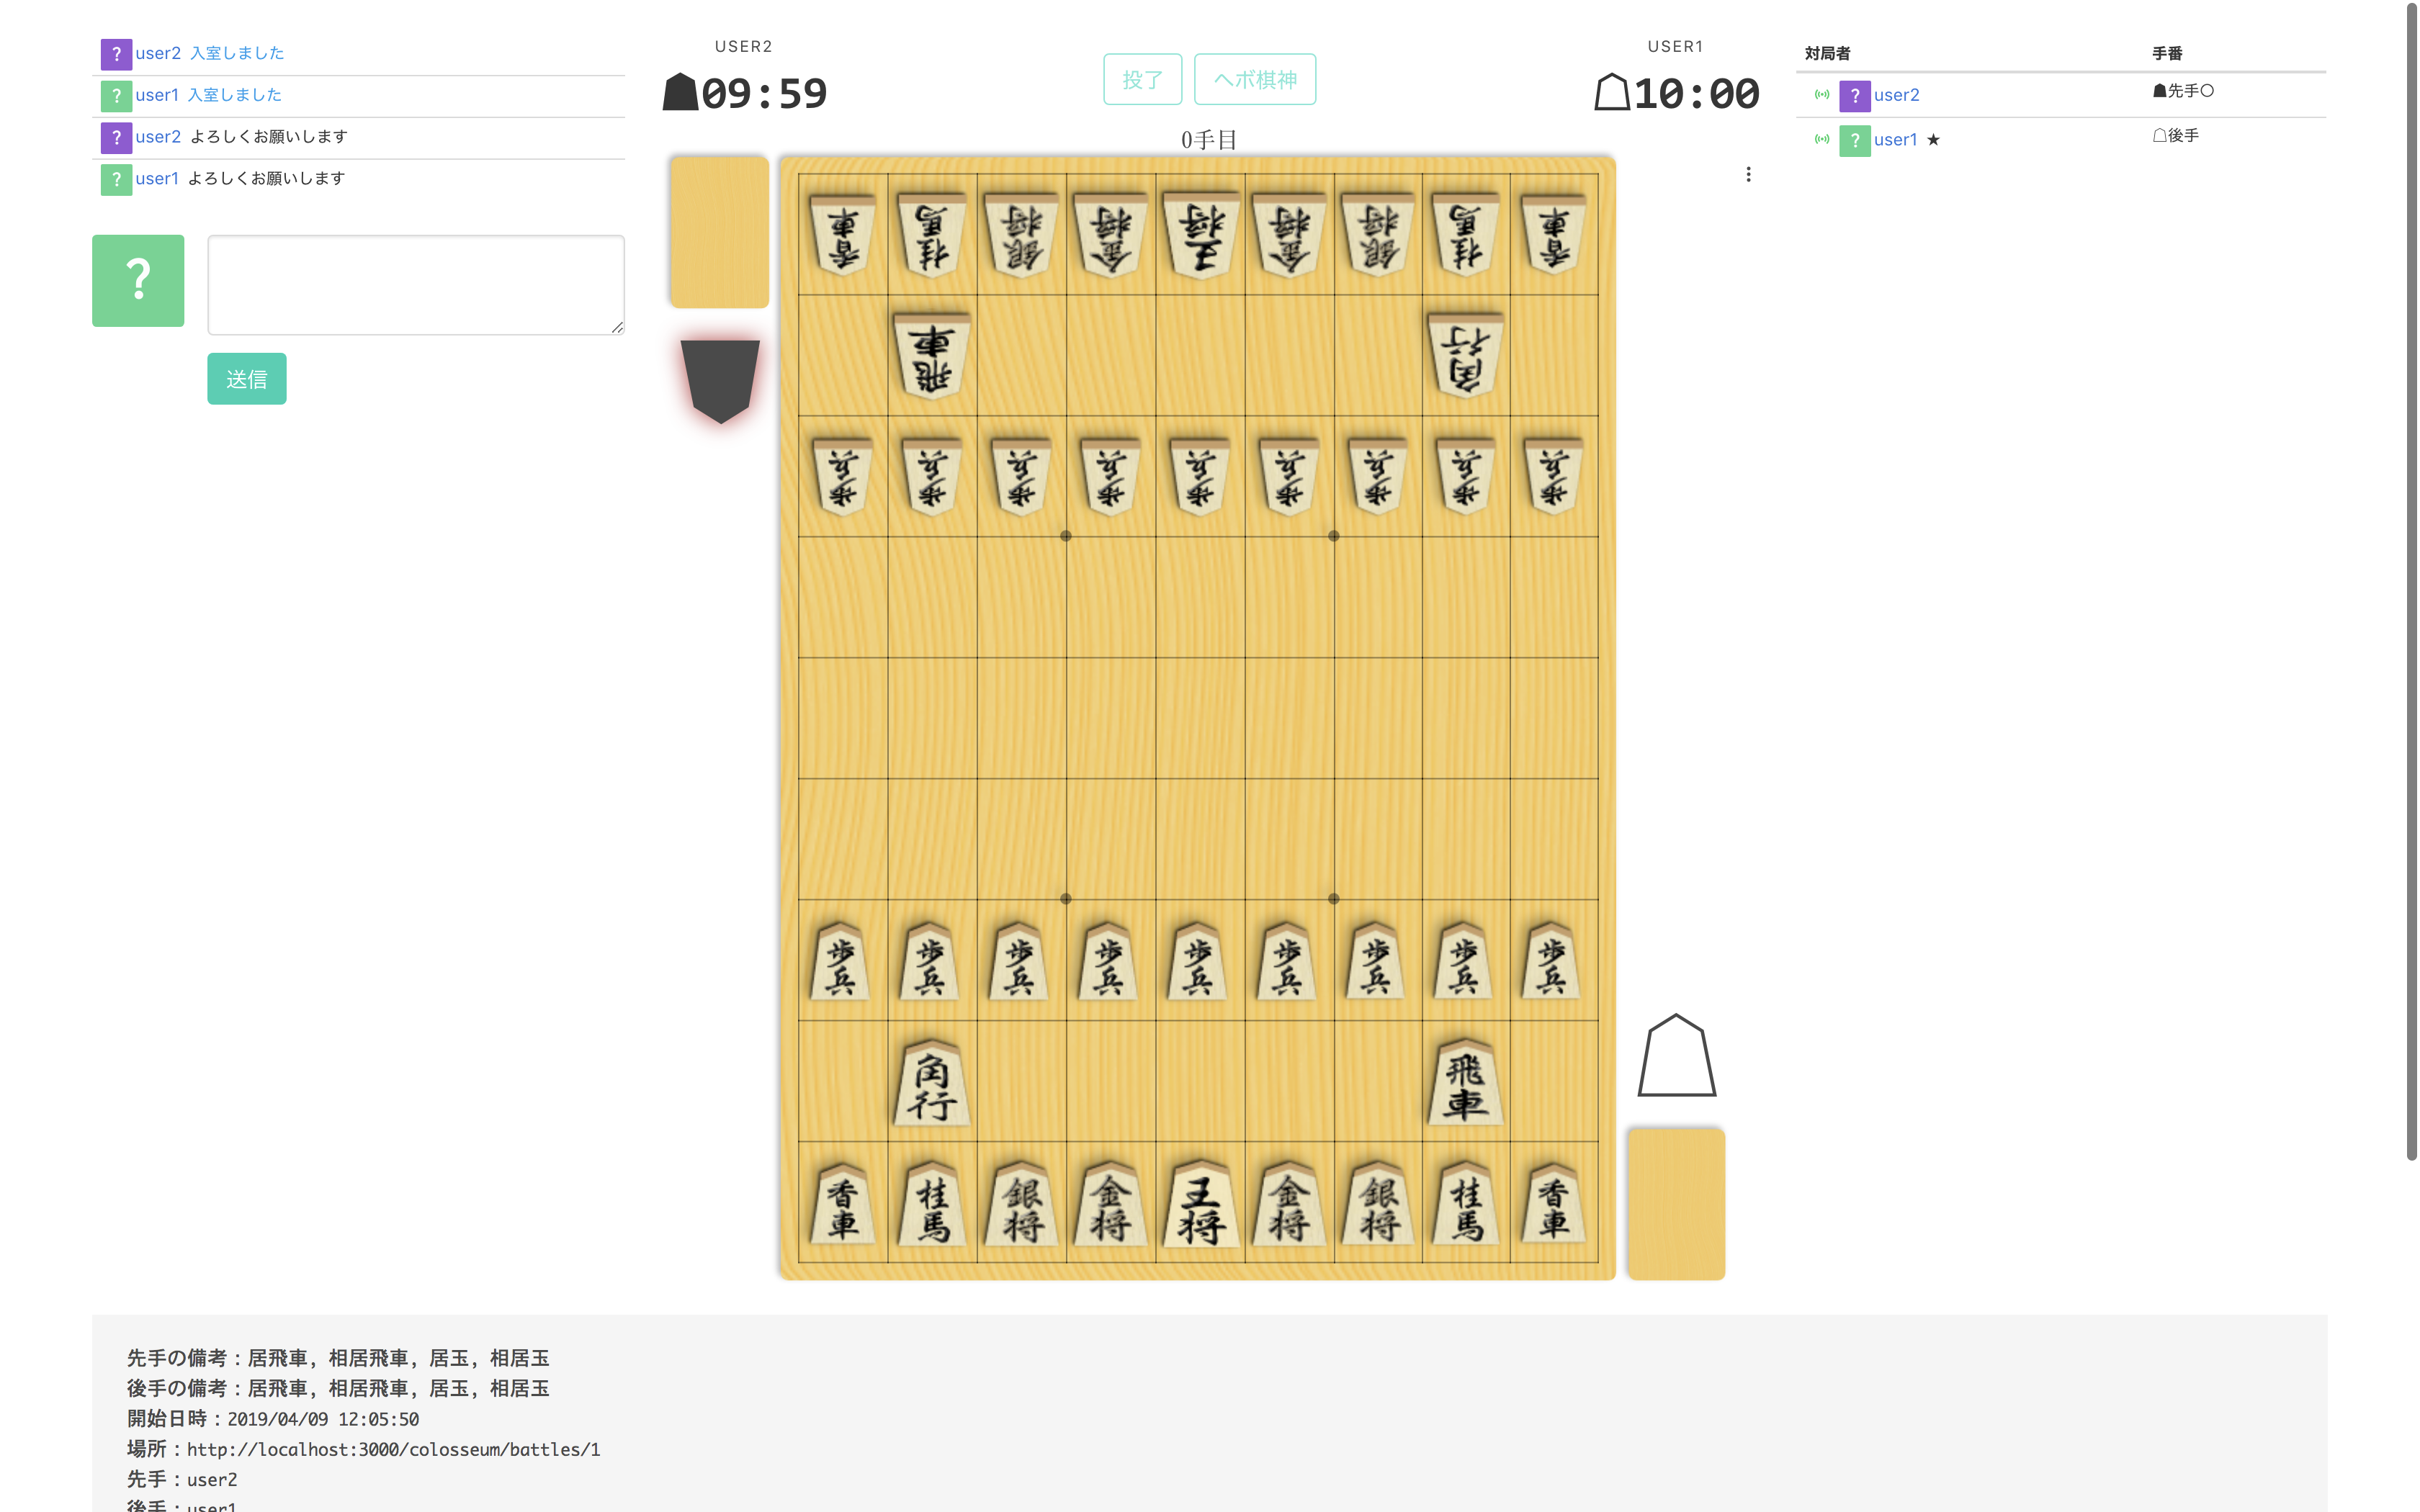 ? user2 入室しました
? user1 入室しました
? user2 よろしくお願いします
? user1 よろしくお願いします
?
送信
USER2
09:59
投了
ヘボ棋神
USER1
10:00
0手目
対局者 手番
? user2 ☗先手○
? user1 ★ ☖後手
香車 桂馬 銀将 金将 王将 金将 銀将 桂馬 香車
飛車 角行
歩兵 歩兵 歩兵 歩兵 歩兵 歩兵 歩兵 歩兵 歩兵
歩兵 歩兵 歩兵 歩兵 歩兵 歩兵 歩兵 歩兵 歩兵
角行 飛車
香車 桂馬 銀将 金将 王将 金将 銀将 桂馬 香車
先手の備考：居飛車, 相居飛車, 居玉, 相居玉
後手の備考：居飛車, 相居飛車, 居玉, 相居玉
開始日時：2019/04/09 12:05:50
場所：http://localhost:3000/colosseum/battles/1
先手：user2
後手：user1